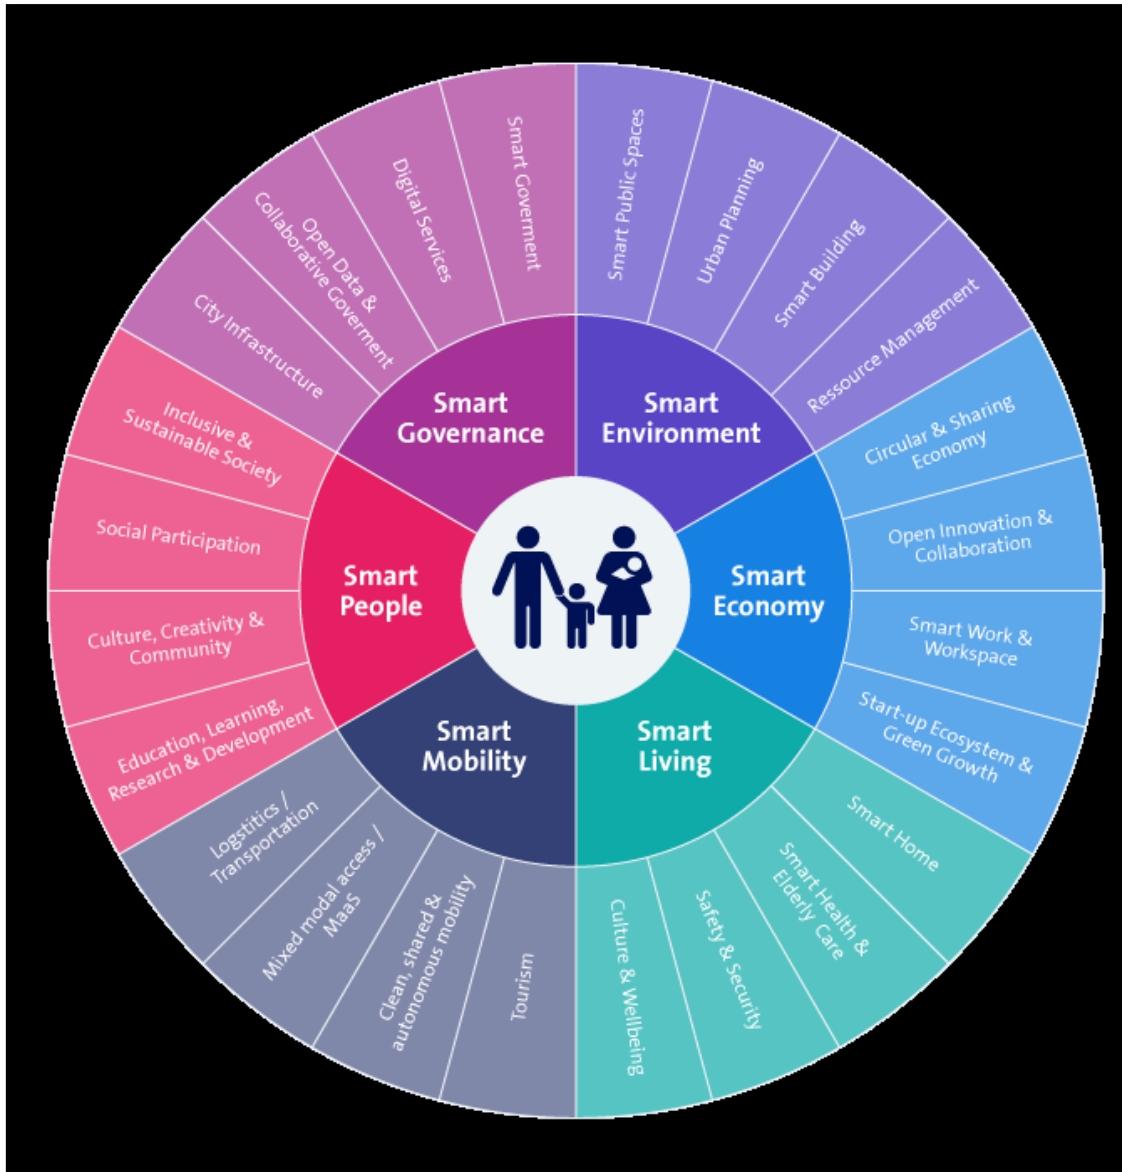 Smart
Governance
Smart Goverment
Digital Services
Open Data &
Collaborative Goverment
City Infrastructure
Smart
Environment
Smart Public Spaces
Urban Planning
Smart Building
Ressource Management
Smart
Economy
Circular & Sharing
Economy
Open Innovation &
Collaboration
Smart Work &
Workspace
Start-up Ecosystem &
Green Growth
Smart
Living
Smart Home
Smart Health &
Elderly Care
Safety & Security
Culture & Wellbeing
Smart
Mobility
Tourism
Clean, shared &
autonomous mobility
Mixed modal access /
MaaS
Logstitics /
Transportation
Smart
People
Education, Learning,
Research & Development
Culture, Creativity &
Community
Social Participation
Inclusive &
Sustainable Society